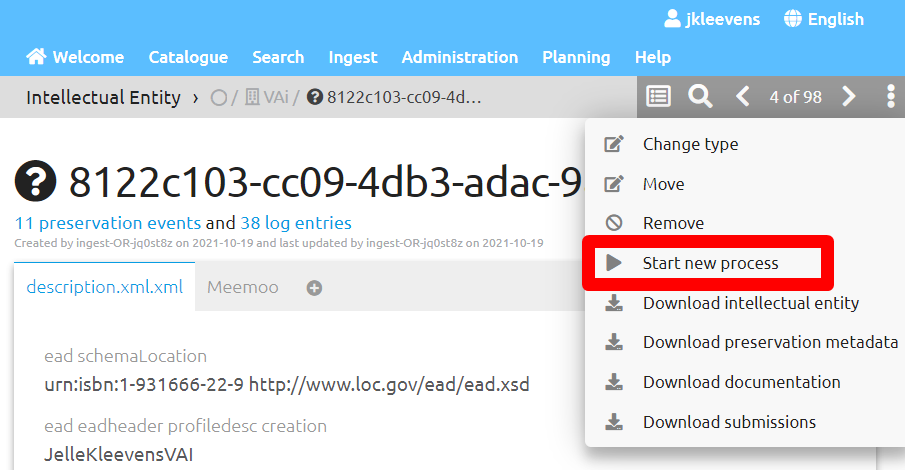 jkleevens English
Welcome Catalogue Search Ingest Administration Planning Help
Intellectual Entity › / VAi / 8122c103-cc09-4d... 4 of 98
8122c103-cc09-4db3-adac-9
11 preservation events and 38 log entries
Created by ingest-OR-jq0st8z on 2021-10-19 and last updated by ingest-OR-jq0st8z on 2021-10-19
description.xml.xml Meemoo
ead schemaLocation
urn:isbn:1-931666-22-9 http://www.loc.gov/ead/ead.xsd
ead eadheader profiledesc creation
JelleKleevensVAI
Change type
Move
Remove
Start new process
Download intellectual entity
Download preservation metadata
Download documentation
Download submissions